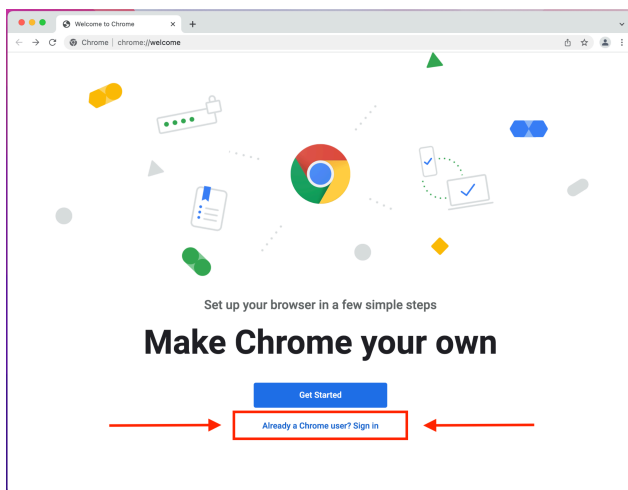 Welcome to Chrome
Chrome | chrome://welcome
Set up your browser in a few simple steps
Make Chrome your own
Get Started
Already a Chrome user? Sign in